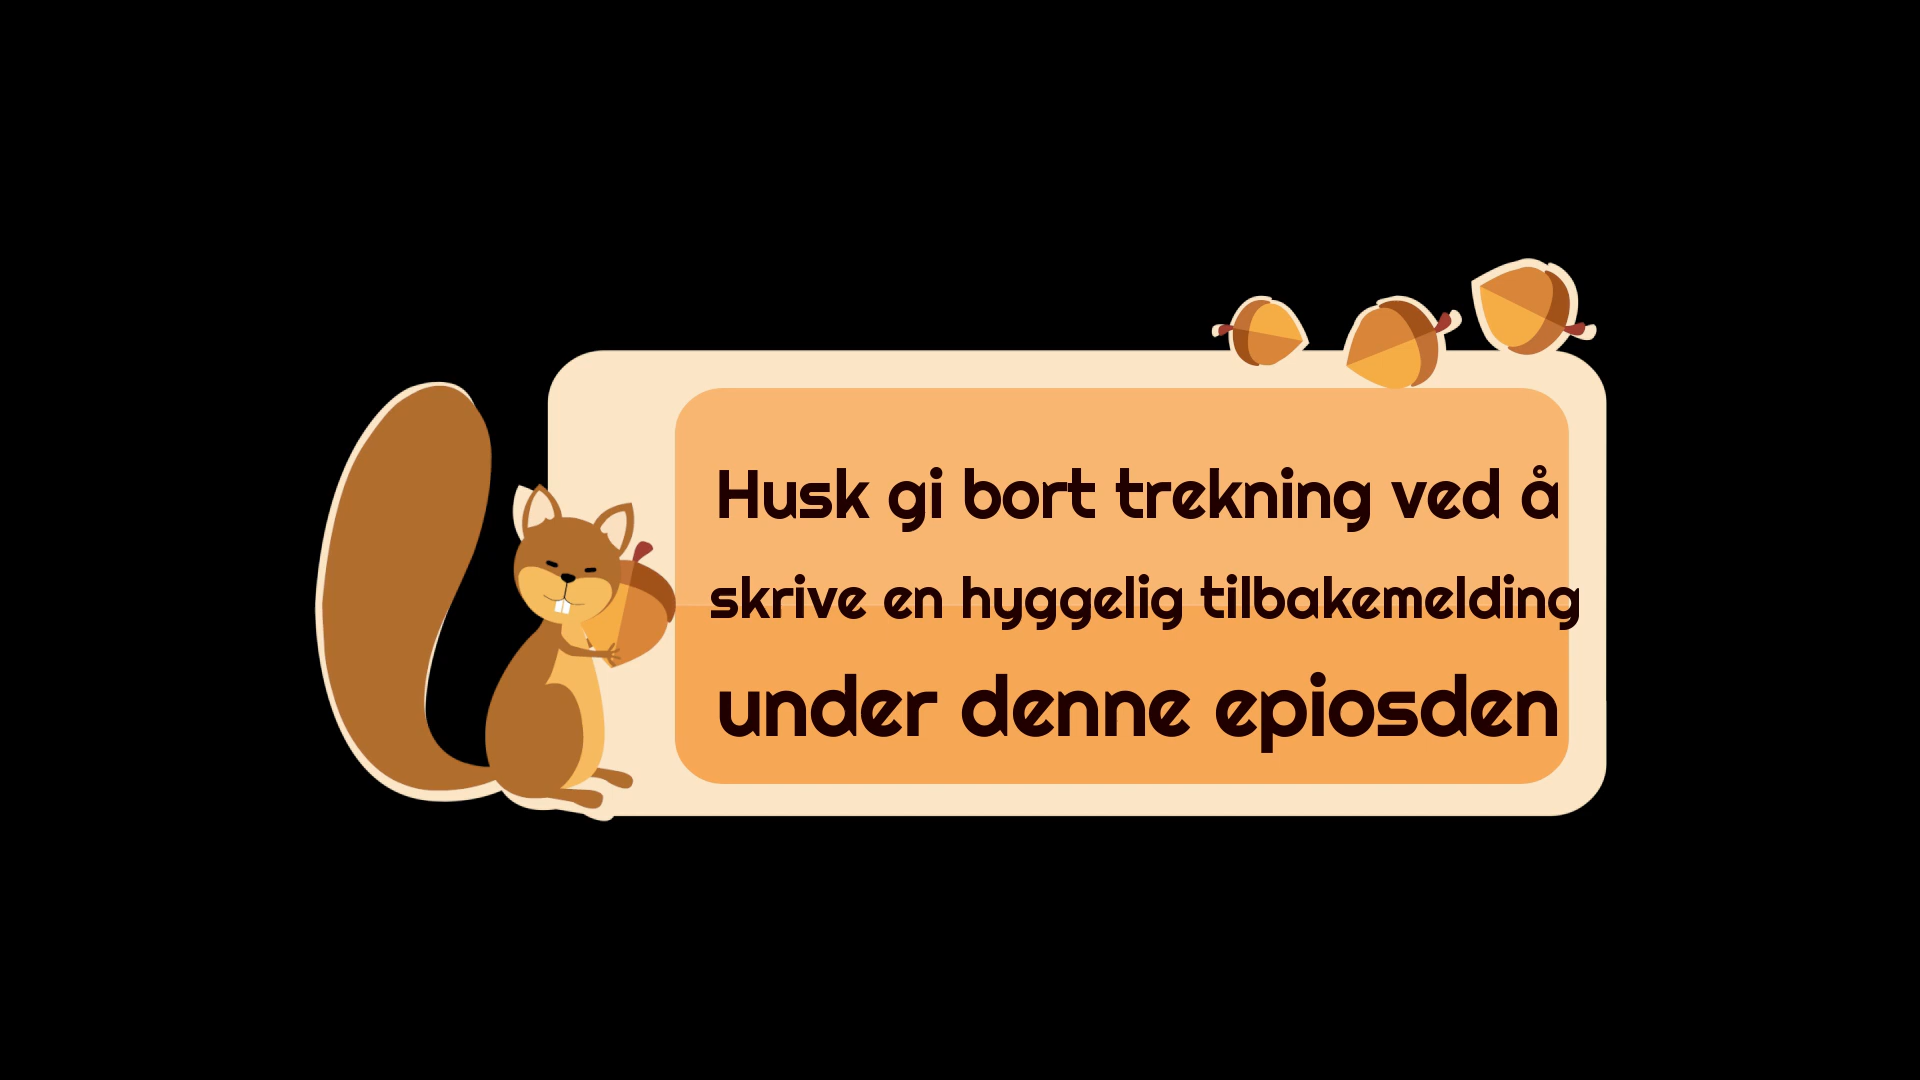 Husk gi bort trekning ved å
skrive en hyggelig tilbakemelding
under denne epiosden